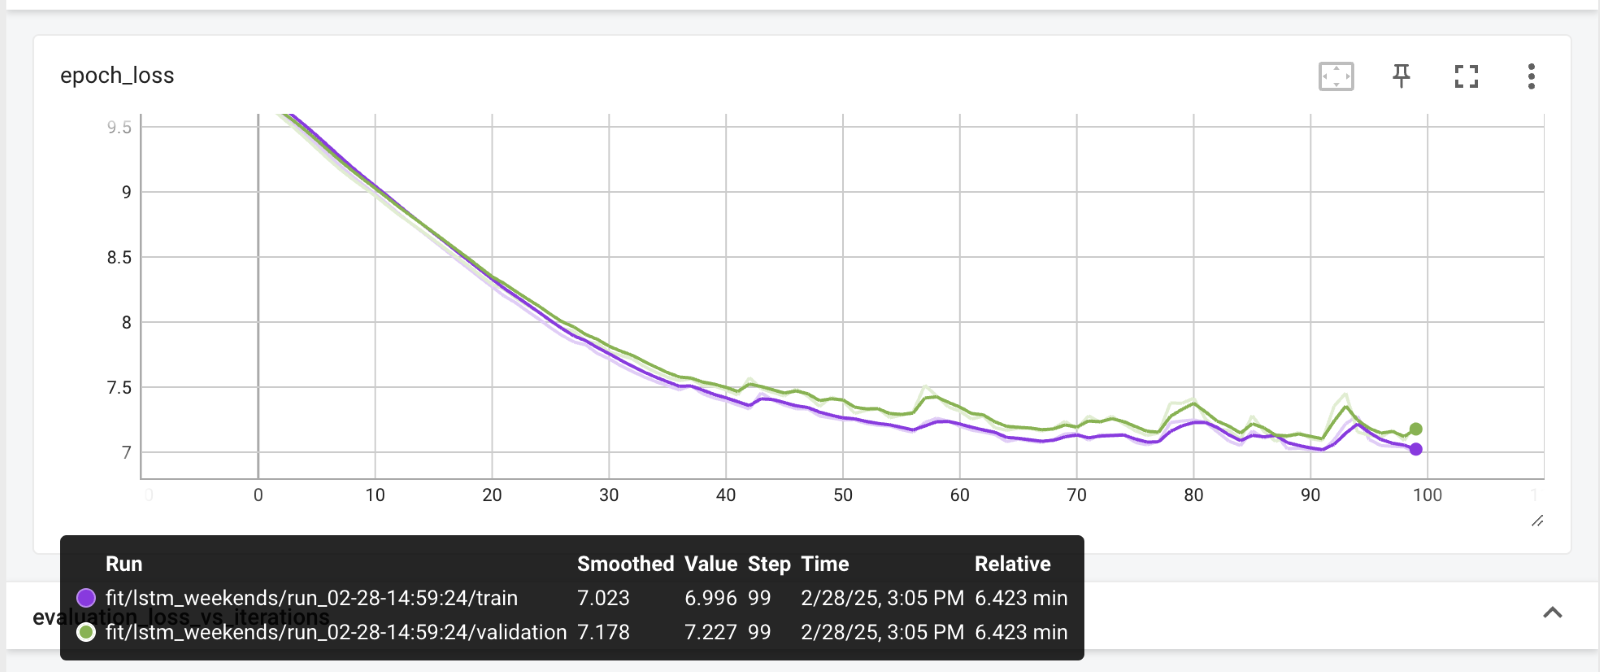 epoch_loss
9.5
9
8.5
8
7.5
7
0 10 20 30 40 50 60 70 80 90 100
Run Smoothed Value Step Time Relative
fit/lstm_weekends/run_02-28-14:59:24/train 7.023 6.996 99 2/28/25, 3:05 PM 6.423 min
evaluation_loss_vs_iterations
fit/lstm_weekends/run_02-28-14:59:24/validation 7.178 7.227 99 2/28/25, 3:05 PM 6.423 min